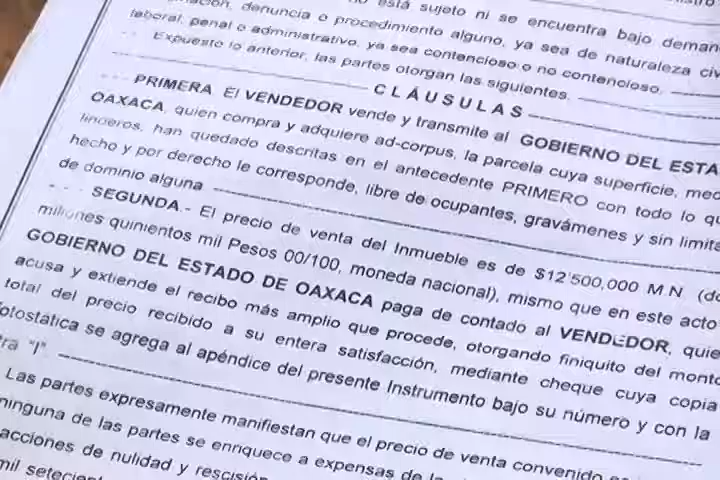 está sujeto ni se encuentra bajo deman
denuncia o procedimiento alguno, ya sea de naturaleza civ
laboral, penal o administrativo, ya sea contencioso o no contencioso.
- - Expuesto lo anterior, las partes otorgan las siguientes.
CLÁUSULAS
- - - PRIMERA El VENDEDOR vende y transmite al GOBIERNO DEL ESTA
OAXACA, quien compra y adquiere ad-corpus, la parcela cuya superficie, med
linderos, han quedado descritas en el antecedente PRIMERO con todo lo qu
hecho y por derecho le corresponde, libre de ocupantes, gravámenes y sin limita
de dominio alguna
- - - SEGUNDA.- El precio de venta del Inmueble es de $12'500,000 M.N. (do
millones quinientos mil Pesos 00/100, moneda nacional), mismo que en este acto
GOBIERNO DEL ESTADO DE OAXACA paga de contado al VENDEDOR, quie
acusa y extiende el recibo más amplio que procede, otorgando finiquito del monto
total del precio recibido a su entera satisfacción, mediante cheque cuya copia
fotostática se agrega al apéndice del presente Instrumento bajo su número y con la
tra "I"
Las partes expresamente manifiestan que el precio de venta convenido
ninguna de las partes se enriquece a expensas de
acciones de nulidad y rescisión
mil setecient